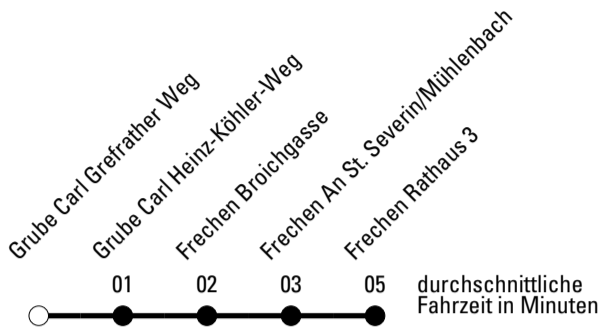 Grube Carl Grefrather Weg
Grube Carl Heinz-Köhler-Weg
Frechen Broichgasse
Frechen An St. Severin/Mühlenbach
Frechen Rathaus 3
01 02 03 05 durchschnittliche
Fahrzeit in Minuten